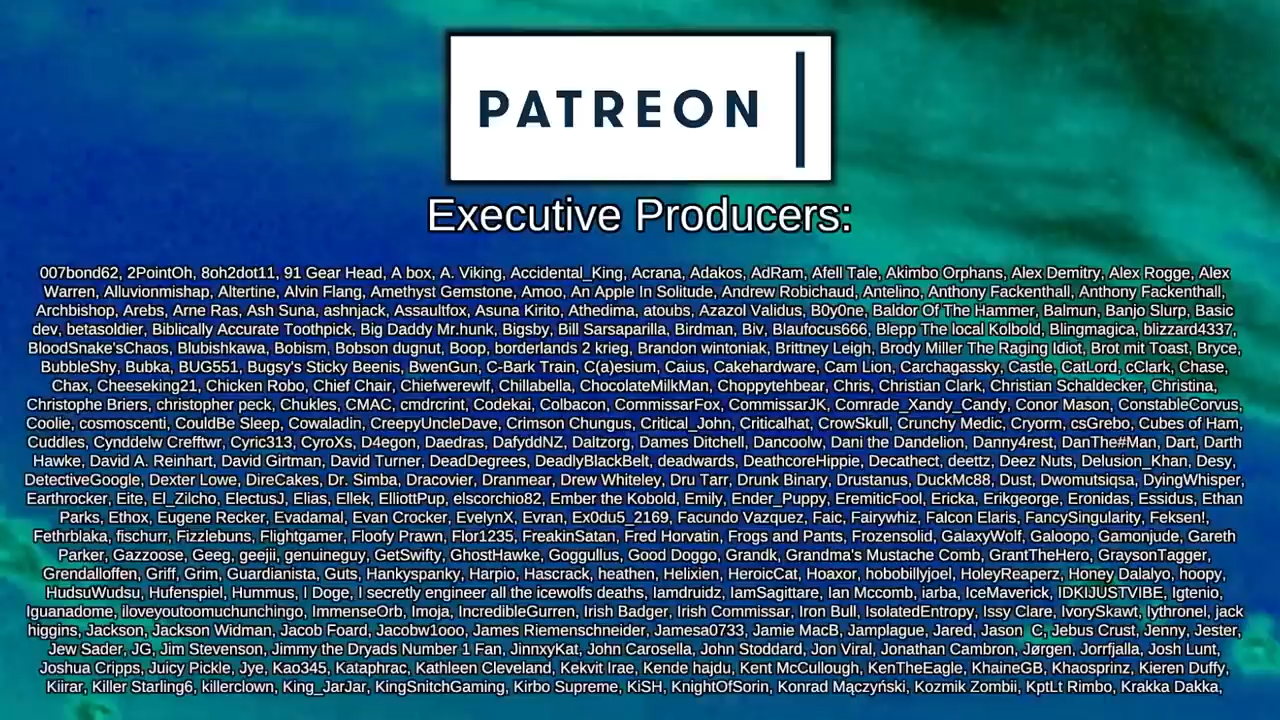 PATREON
Executive Producers:
007bond62, 2PointOh, 8oh2dot11, 91 Gear Head, A box, A. Viking, Accidental_King, Acrana, Adakos, AdRam, Afell Tale, Akimbo Orphans, Alex Demitry, Alex Rogge, Alex
Warren, Alluvionmishap, Altertine, Alvin Flang, Amethyst Gemstone, Amoo, An Apple In Solitude, Andrew Robichaud, Antelino, Anthony Fackenthall, Anthony Fackenthall,
Archbishop, Arebs, Arne Ras, Ash Suna, ashnjack, Assaultfox, Asuna Kirito, Athedima, atoubs, Azazol Validus, B0y0ne, Baldor Of The Hammer, Balmun, Banjo Slurp, Basic
dev, betasoldier, Biblically Accurate Toothpick, Big Daddy Mr.hunk, Bigsby, Bill Sarsaparilla, Birdman, Biv, Blaufocus666, Blepp The local Kolbold, Blingmagica, blizzard4337,
BloodSnake'sChaos, Blubishkawa, Bobism, Bobson dugnut, Boop, borderlands 2 krieg, Brandon wintoniak, Brittney Leigh, Brody Miller The Raging Idiot, Brot mit Toast, Bryce,
BubbleShy, Bubka, BUG551, Bugsy's Sticky Beenis, BwenGun, C-Bark Train, C(a)esium, Caius, Cakehardware, Cam Lion, Carchagassky, Castle, CatLord, cClark, Chase,
Chax, Cheeseking21, Chicken Robo, Chief Chair, Chiefwerewlf, Chillabella, ChocolateMilkMan, Choppytehbear, Chris, Christian Clark, Christian Schaldecker, Christina,
Christophe Briers, christopher peck, Chukles, CMAC, cmdrcrint, Codekai, Colbacon, CommissarFox, CommissarJK, Comrade_Xandy_Candy, Conor Mason, ConstableCorvus,
Coolie, cosmoscenti, CouldBe Sleep, Cowaladin, CreepyUncleDave, Crimson Chungus, Critical_John, Criticalhat, CrowSkull, Crunchy Medic, Cryorm, csGrebo, Cubes of Ham,
Cuddles, Cynddelw Crefftwr, Cyric313, CyroXs, D4egon, Daedras, DafyddNZ, Daltzorg, Dames Ditchell, Dancoolw, Dani the Dandelion, Danny4rest, DanThe#Man, Dart, Darth
Hawke, David A. Reinhart, David Girtman, David Turner, DeadDegrees, DeadlyBlackBelt, deadwards, DeathcoreHippie, Decathect, deettz, Deez Nuts, Delusion_Khan, Desy,
DetectiveGoogle, Dexter Lowe, DireCakes, Dr. Simba, Dracovier, Dranmear, Drew Whiteley, Dru Tarr, Drunk Binary, Drustanus, DuckMc88, Dust, Dwomutsiqsa, DyingWhisper,
Earthrocker, Eite, El_Zilcho, ElectusJ, Elias, Ellek, ElliottPup, elscorchio82, Ember the Kobold, Emily, Ender_Puppy, EremiticFool, Ericka, Erikgeorge, Eronidas, Essidus, Ethan
Parks, Ethox, Eugene Recker, Evadamal, Evan Crocker, EvelynX, Evran, Ex0du5_2169, Facundo Vazquez, Faic, Fairywhiz, Falcon Elaris, FancySingularity, Feksen!,
Fethrblaka, fischurr, Fizzlebuns, Flightgamer, Floofy Prawn, Flor1235, FreakinSatan, Fred Horvatin, Frogs and Pants, Frozensolid, GalaxyWolf, Galoopo, Gamonjude, Gareth
Parker, Gazzoose, Geeg, geejii, genuineguy, GetSwifty, GhostHawke, Goggullus, Good Doggo, Grandk, Grandma's Mustache Comb, GrantTheHero, GraysonTagger,
Grendalloffen, Griff, Grim, Guardianista, Guts, Hankyspanky, Harpio, Hascrack, heathen, Helixien, HeroicCat, Hoaxor, hobobillyjoel, HoleyReaperz, Honey Dalalyo, hoopy,
HudsuWudsu, Hufenspiel, Hummus, I Doge, I secretly engineer all the icewolfs deaths, Iamdruidz, IamSagittare, Ian Mccomb, iarba, IceMaverick, IDKIJUSTVIBE, Igtenio,
Iguanadome, iloveyoutoomuchunchingo, ImmenseOrb, Imoja, IncredibleGurren, Irish Badger, Irish Commissar, Iron Bull, IsolatedEntropy, Issy Clare, IvorySkawt, Iythronel, jack
higgins, Jackson, Jackson Widman, Jacob Foard, Jacobw1ooo, James Riemenschneider, Jamesa0733, Jamie MacB, Jamplague, Jared, Jason_C, Jebus Crust, Jenny, Jester,
Jew Sader, JG, Jim Stevenson, Jimmy the Dryads Number 1 Fan, JinnxyKat, John Carosella, John Stoddard, Jon Viral, Jonathan Cambron, Jørgen, Jorrfjalla, Josh Lunt,
Joshua Cripps, Juicy Pickle, Jye, Kao345, Kataphrac, Kathleen Cleveland, Kekvit Irae, Kende hajdu, Kent McCullough, KenTheEagle, KhaineGB, Khaosprinz, Kieren Duffy,
Kiirar, Killer Starling6, killerclown, King_JarJar, KingSnitchGaming, Kirbo Supreme, KiSH, KnightOfSorin, Konrad Mączyński, Kozmik Zombii, KptLt Rimbo, Krakka Dakka,